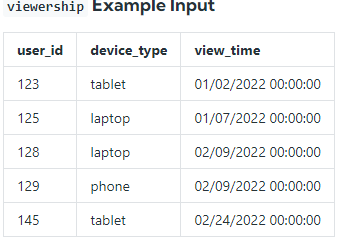 viewership Example Input
user_id device_type view_time
123 tablet 01/02/2022 00:00:00
125 laptop 01/07/2022 00:00:00
128 laptop 02/09/2022 00:00:00
129 phone 02/09/2022 00:00:00
145 tablet 02/24/2022 00:00:00